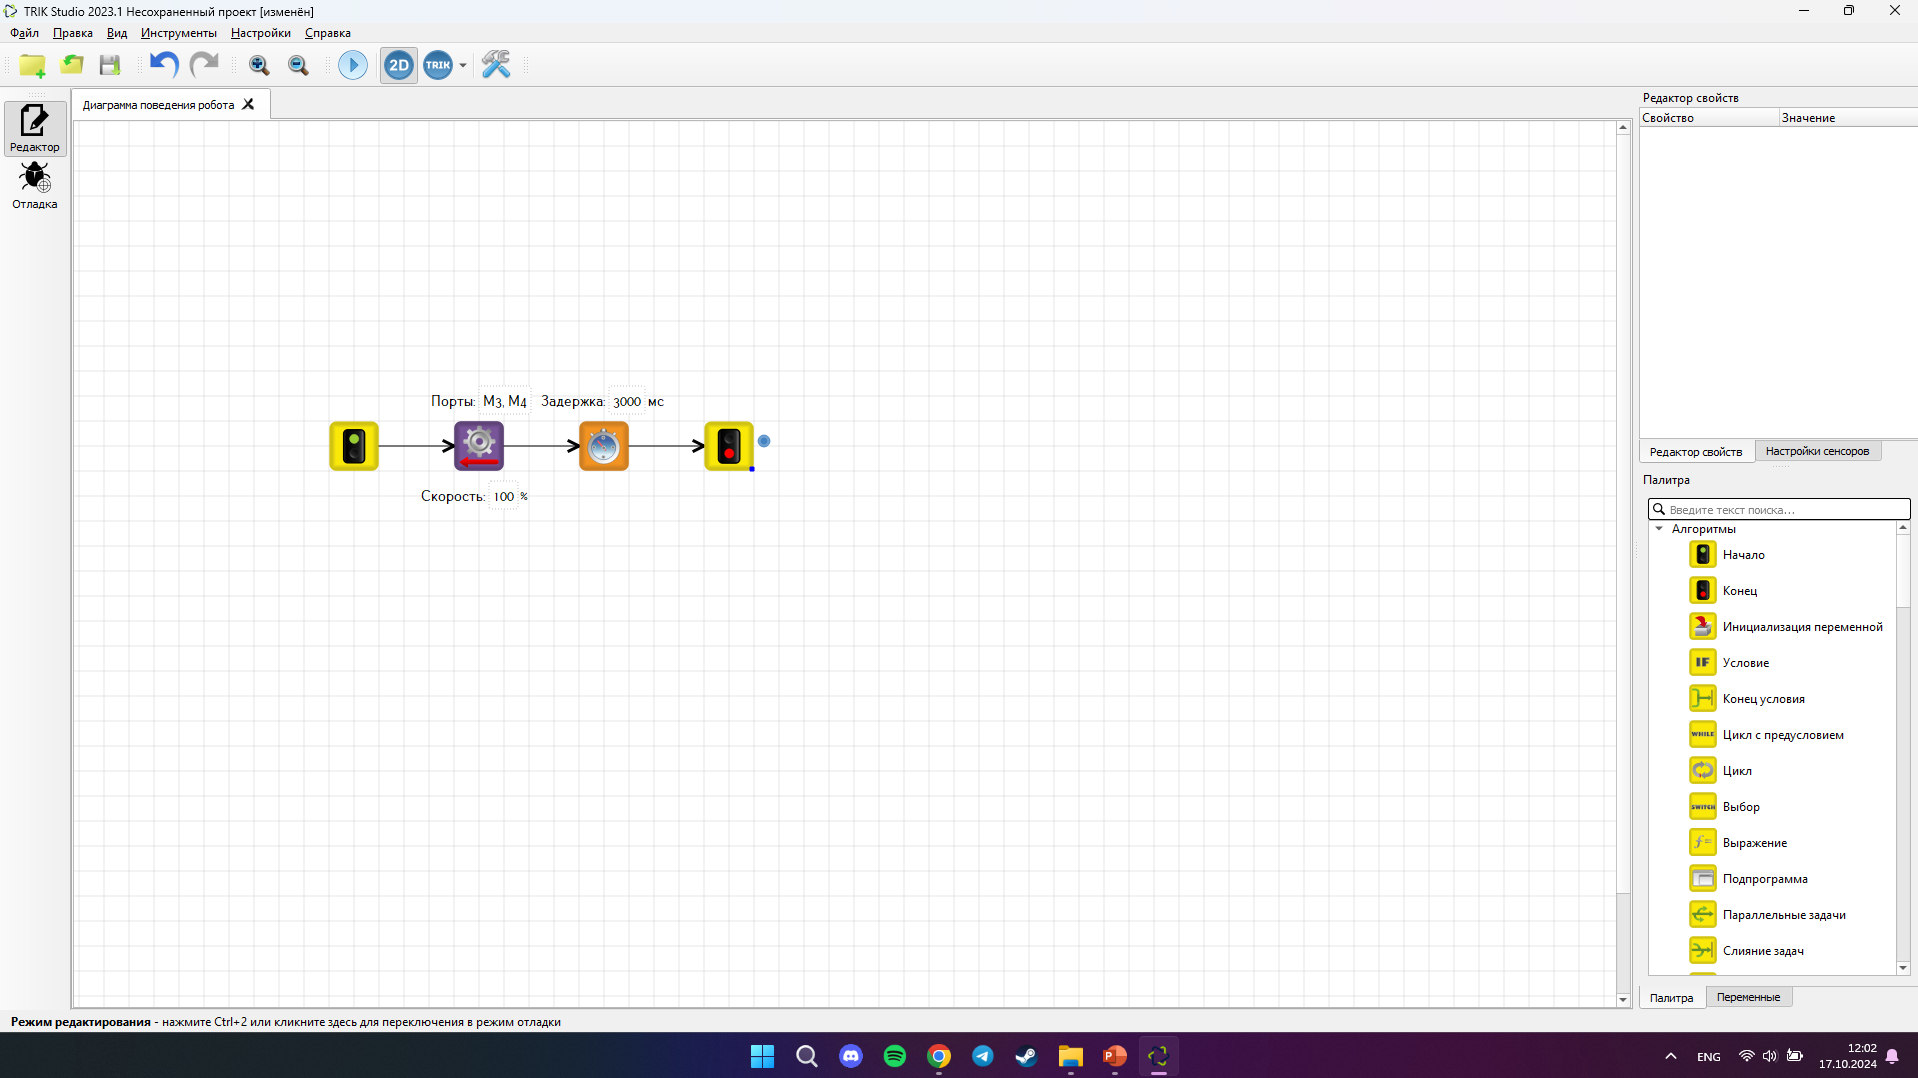 TRIK Studio 2023.1 Несохраненный проект [изменён]
Файл Правка Вид Инструменты Настройки Справка
2D TRIK
Диаграмма поведения робота
Редактор
Отладка
Порты: M3, M4 Задержка: 3000 мс
Скорость: 100 %
Редактор свойств
Свойство Значение
Редактор свойств Настройки сенсоров
Палитра
Введите текст поиска...
Алгоритмы
Начало
Конец
Инициализация переменной
IF Условие
Конец условия
WHILE Цикл с предусловием
Цикл
SWITCH Выбор
f= Выражение
Подпрограмма
Параллельные задачи
Слияние задач
Палитра Переменные
Режим редактирования - нажмите Ctrl+2 или кликните здесь для переключения в режим отладки
P
ENG
12:02
17.10.2024